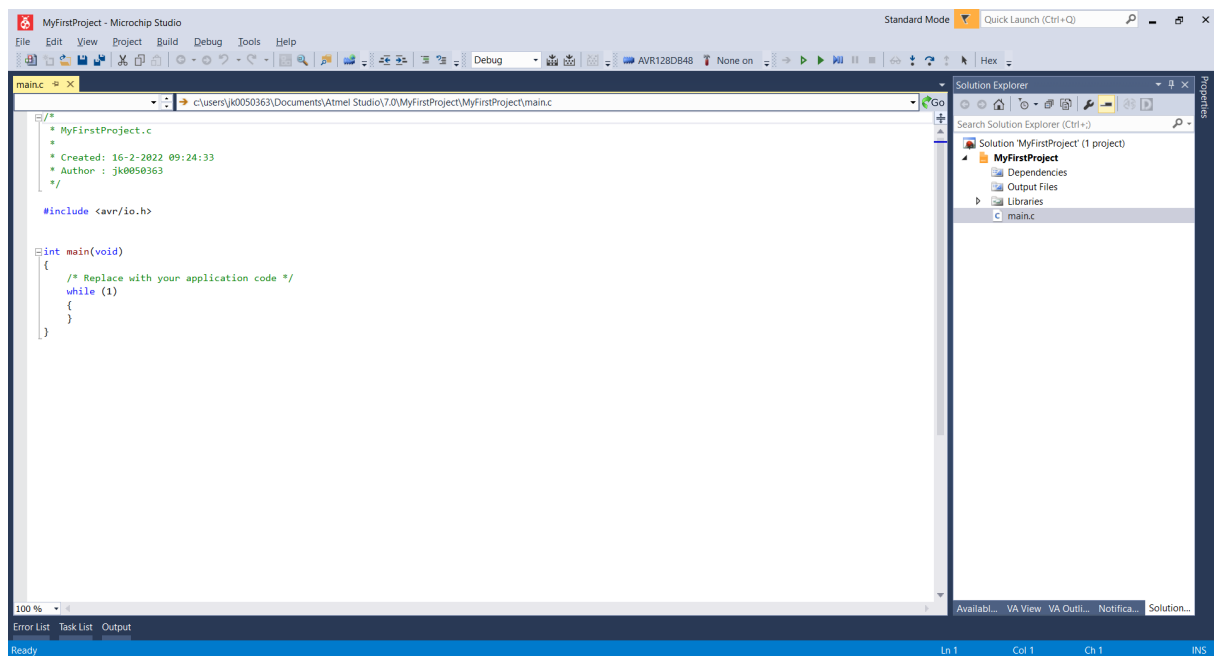 MyFirstProject - Microchip Studio
Standard Mode
Quick Launch (Ctrl+Q)
File Edit View Project Build Debug Tools Help
Debug AVR128DB48 None on Hex
main.c
Solution Explorer
Properties
c:\users\jk0050363\Documents\Atmel Studio\7.0\MyFirstProject\MyFirstProject\main.c
Go
/*
* MyFirstProject.c
*
* Created: 16-2-2022 09:24:33
* Author : jk0050363
*/
#include <avr/io.h>
int main(void)
{
/* Replace with your application code */
while (1)
{
}
}
Search Solution Explorer (Ctrl+;)
Solution 'MyFirstProject' (1 project)
MyFirstProject
Dependencies
Output Files
Libraries
c main.c
100 %
Availabl... VA View VA Outli... Notifica... Solution...
Error List Task List Output
Ready Ln 1 Col 1 Ch 1 INS